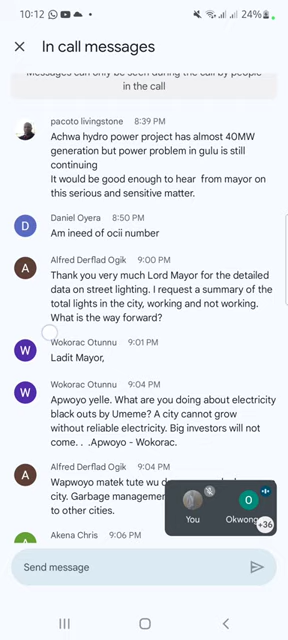 10:12
24%
In call messages
Messages can only be seen during the call by people
in the call
pacoto livingstone 8:39 PM
Achwa hydro power project has almost 40MW
generation but power problem in gulu is still
continuing
It would be good enough to hear from mayor on
this serious and sensitive matter.
D
Daniel Oyera 8:50 PM
Am ineed of ocii number
A
Alfred Derflad Ogik 9:00 PM
Thank you very much Lord Mayor for the detailed
data on street lighting. I request a summary of the
total lights in the city, working and not working.
What is the way forward?
W
Wokorac Otunnu 9:01 PM
Ladit Mayor,
W
Wokorac Otunnu 9:04 PM
Apwoyo yelle. What are you doing about electricity
black outs by Umeme? A city cannot grow
without reliable electricity. Big investors will not
come. . .Apwoyo - Wokorac.
A
Alfred Derflad Ogik 9:04 PM
Wapwoyo matek tute wu
city. Garbage managemen
to other cities.
You
O
Okwong
+36
A
Akena Chris 9:06 PM
Send message